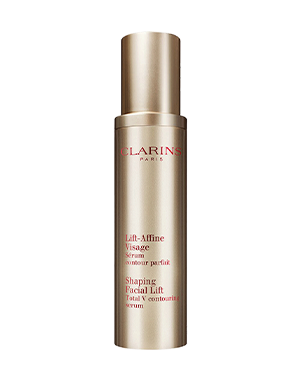 CLARINS
PARIS
Lift-Affine
Visage
Sérum
contour parfait
Shaping
Facial Lift
Total V contouring
serum